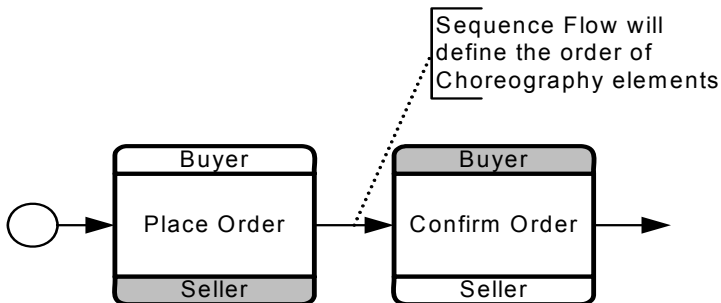 Sequence Flow will
define the order of
Choreography elements
Buyer
Place Order
Seller
Buyer
Confirm Order
Seller